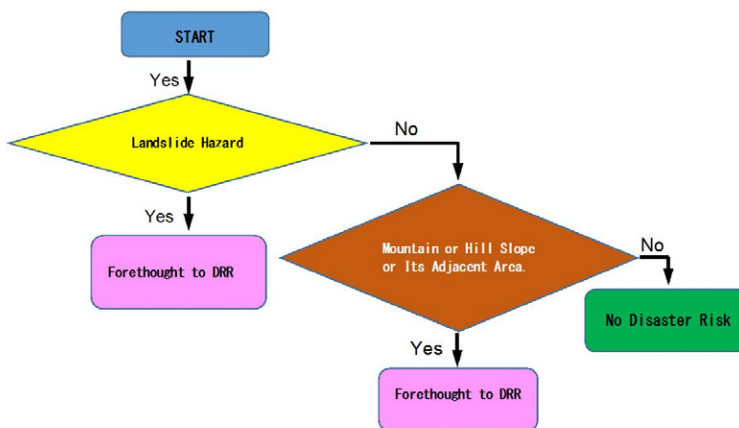 START
Yes
Landslide Hazard
No
Yes
Forethought to DRR
Mountain or Hill Slope
or Its Adjacent Area.
No
No Disaster Risk
Yes
Forethought to DRR